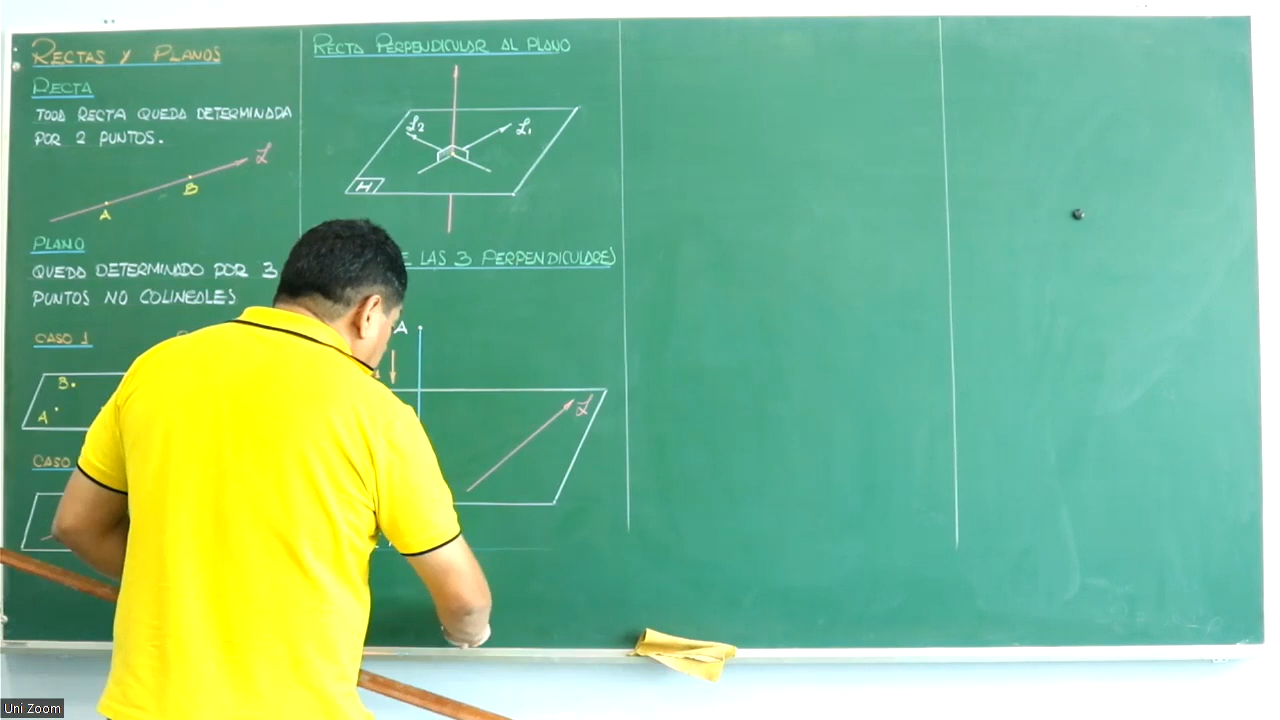 RECTAS Y PLANOS
RECTA
TODA RECTA QUEDA DETERMINADA
POR 2 PUNTOS.
L
A
B
PLANO
QUEDA DETERMINADO POR 3
PUNTOS NO COLINEALES
CASO 1
B
A
CASO
RECTA PERPENDICULAR AL PLANO
L2
L1
H
LAS 3 PERPENDICULARES
A
L
Uni Zoom